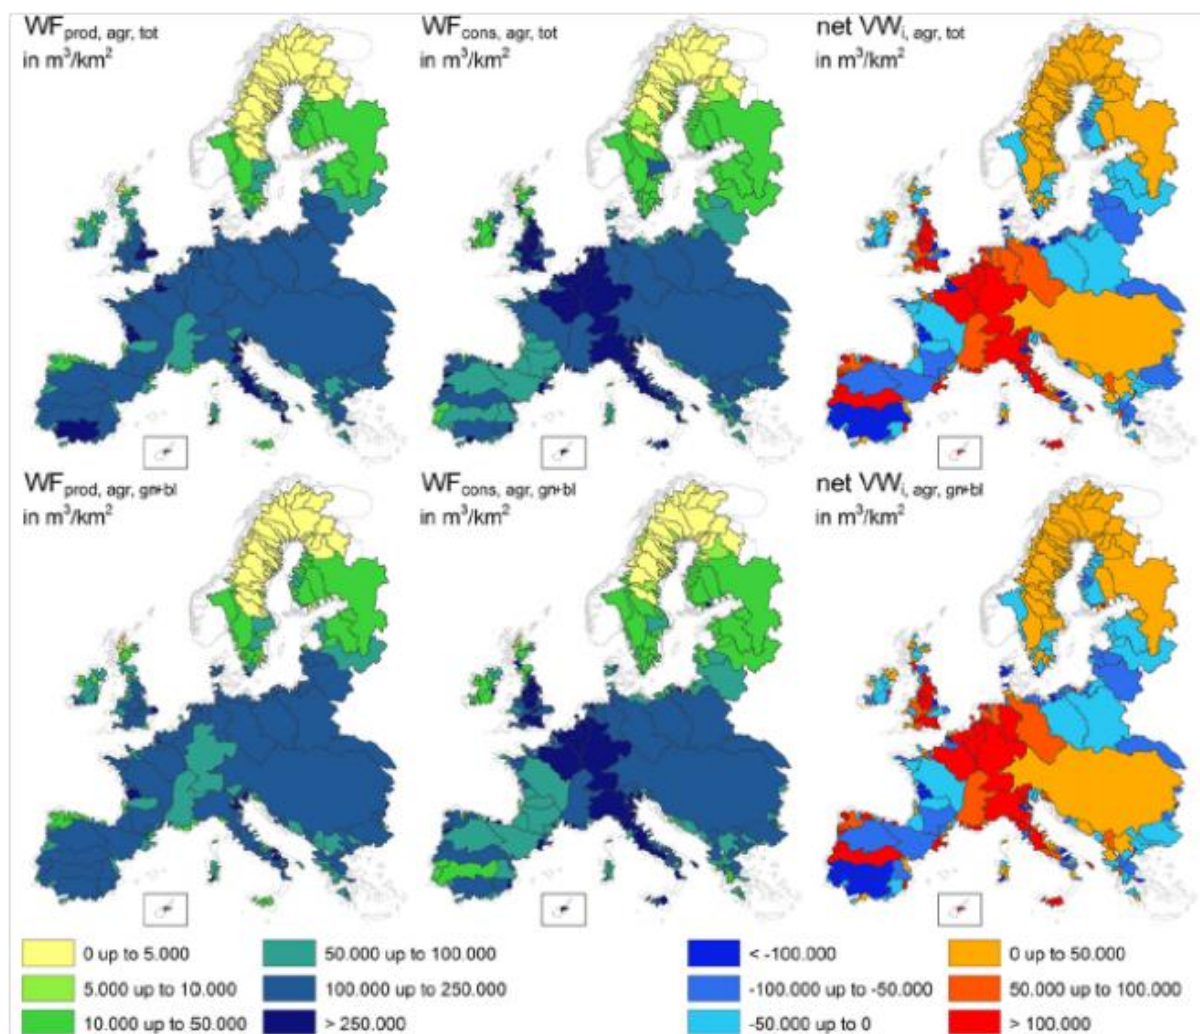 WFprod, agr, tot
in m³/km²
WFcons, agr, tot
in m³/km²
net VWi, agr, tot
in m³/km²
WFprod, agr, gn+bl
in m³/km²
WFcons, agr, gn+bl
in m³/km²
net VWi, agr, gn+bl
in m³/km²
0 up to 5.000
5.000 up to 10.000
10.000 up to 50.000
50.000 up to 100.000
100.000 up to 250.000
> 250.000
< -100.000
-100.000 up to -50.000
-50.000 up to 0
0 up to 50.000
50.000 up to 100.000
> 100.000